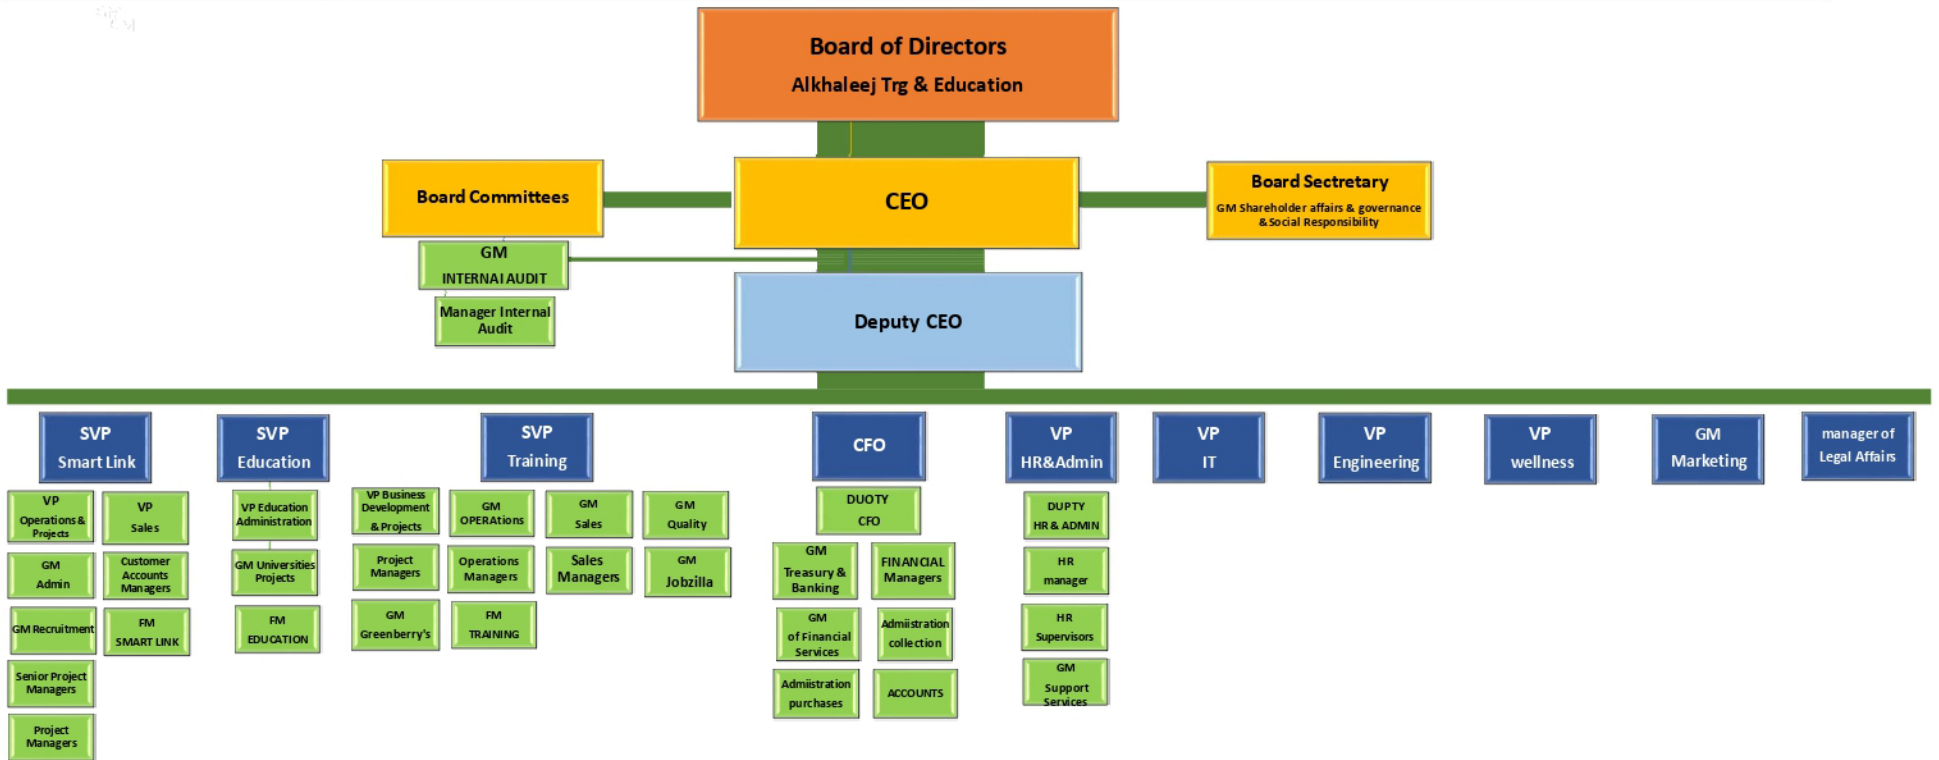 Board of Directors
Alkhaleej Trg & Education
Board Committees
CEO
Board Sectretary
GM Shareholder affairs & governance
& Social Responsibility
GM
INTERNAl AUDIT
Manager Internal
Audit
Deputy CEO
SVP
Smart Link
SVP
Education
SVP
Training
CFO
VP
HR&Admin
VP
IT
VP
Engineering
VP
wellness
GM
Marketing
manager of
Legal Affairs
VP
Operations &
Projects
VP
Sales
GM
Admin
Customer
Accounts
Managers
GM Recruitment
FM
SMART LINK
Senior Project
Managers
Project
Managers
VP Education
Administration
GM Universities
Projects
FM
EDUCATION
VP Business
Development
& Projects
GM
OPERAtions
GM
Sales
GM
Quality
Project
Managers
Operations
Managers
Sales
Managers
GM
Jobzilla
GM
Greenberry's
FM
TRAINING
DUOTY
CFO
GM
Treasury &
Banking
FINANCIAL
Managers
GM
of Financial
Services
Admiistration
collection
Admiistration
purchases
ACCOUNTS
DUPTY
HR & ADMIN
HR
manager
HR
Supervisors
GM
Support
Services